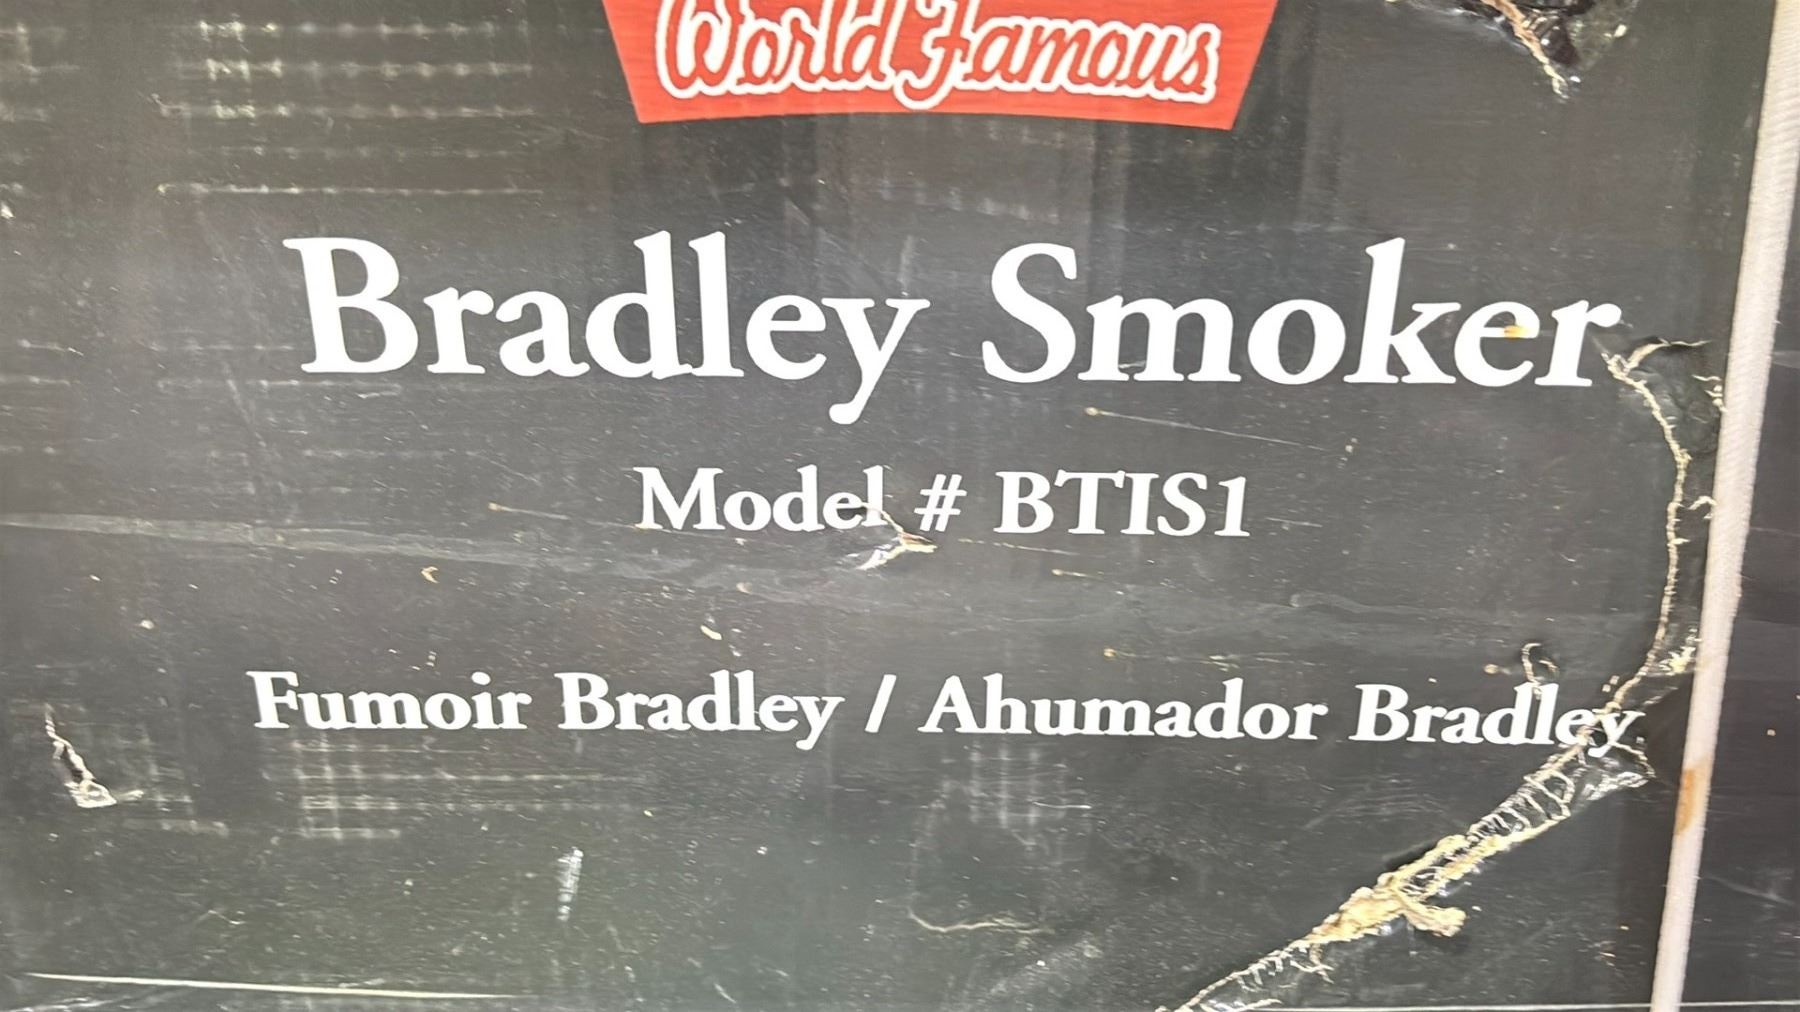 World Famous
Bradley Smoker
Model # BTIS1
Fumoir Bradley / Ahumador Bradley